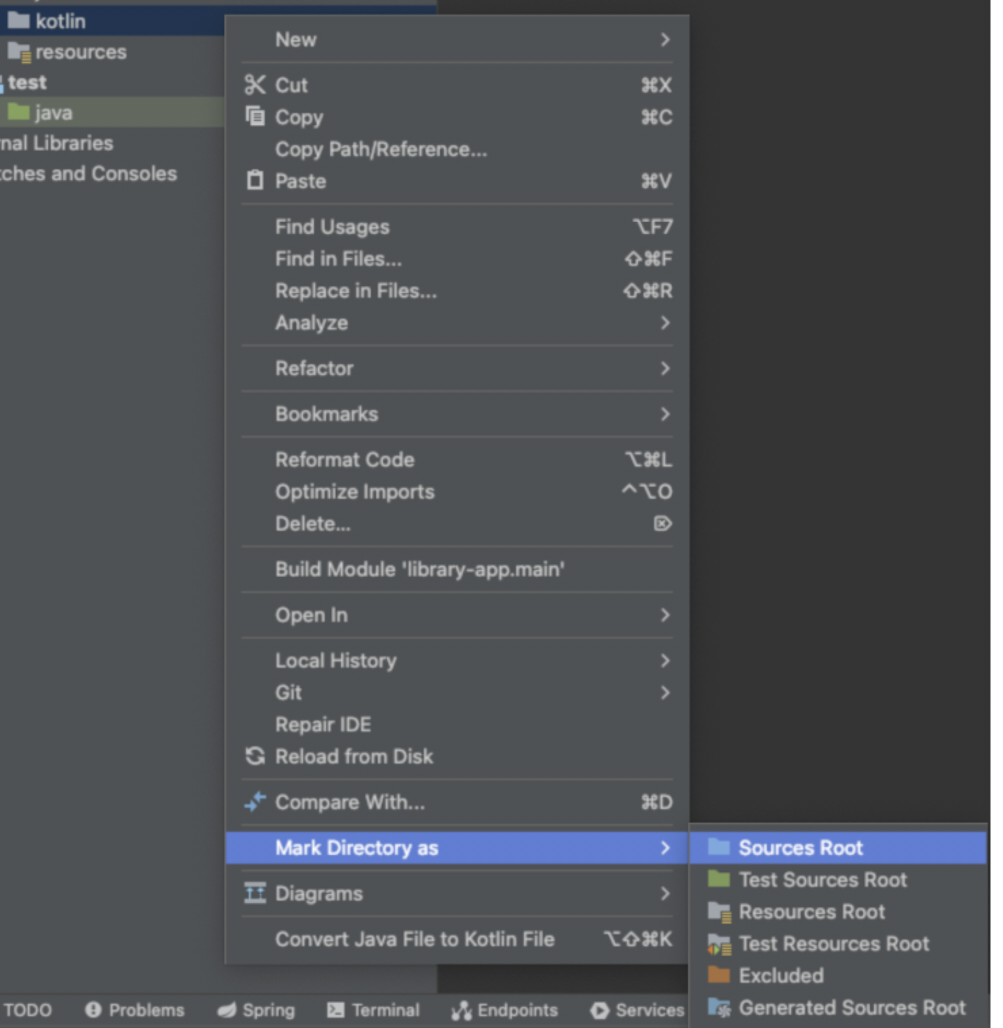 kotlin
resources
test
java
nal Libraries
tches and Consoles
New
Cut ⌘X
Copy ⌘C
Copy Path/Reference...
Paste ⌘V
Find Usages ⌥F7
Find in Files... ⇧⌘F
Replace in Files... ⇧⌘R
Analyze
Refactor
Bookmarks
Reformat Code ⌥⌘L
Optimize Imports ^⌥O
Delete... ⌦
Build Module 'library-app.main'
Open In
Local History
Git
Repair IDE
Reload from Disk
Compare With... ⌘D
Mark Directory as
Diagrams
Convert Java File to Kotlin File ⌥⇧⌘K
Sources Root
Test Sources Root
Resources Root
Test Resources Root
Excluded
Generated Sources Root
TODO Problems Spring Terminal Endpoints Services